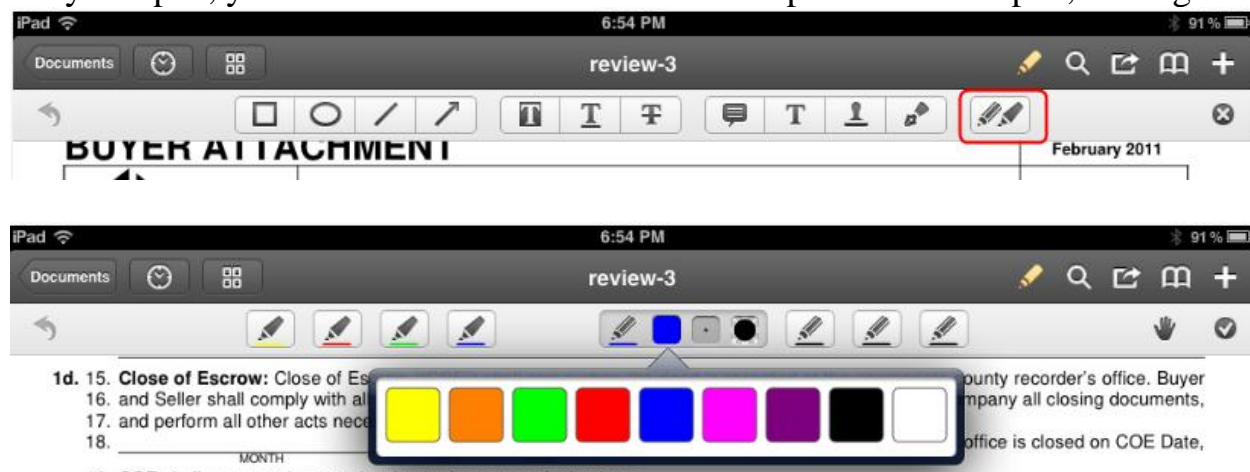 iPad 6:54 PM 91%
Documents review-3
T T T T
BUYER ATTACHMENT February 2011
iPad 6:54 PM 91%
Documents review-3
1d. 15. Close of Escrow: Close of Es ounty recorder's office. Buyer
16. and Seller shall comply with al mpany all closing documents,
17. and perform all other acts nece
18. office is closed on COE Date,
MONTH